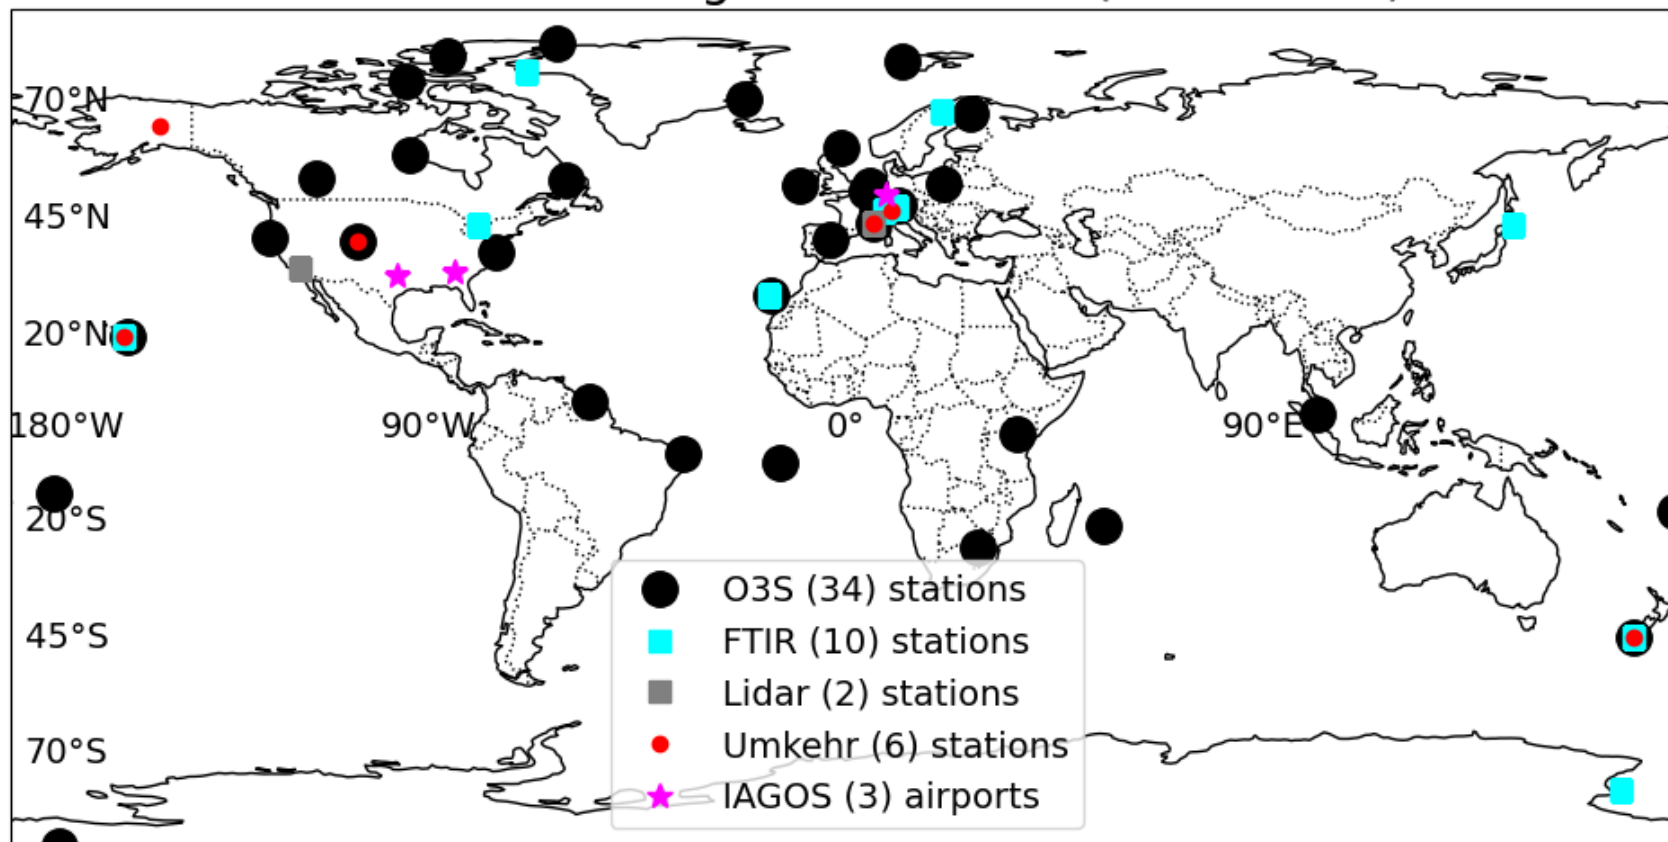 70°N
45°N
20°N
180°W 90°W 0° 90°E
20°S
45°S
70°S
O3S (34) stations
FTIR (10) stations
Lidar (2) stations
Umkehr (6) stations
IAGOS (3) airports